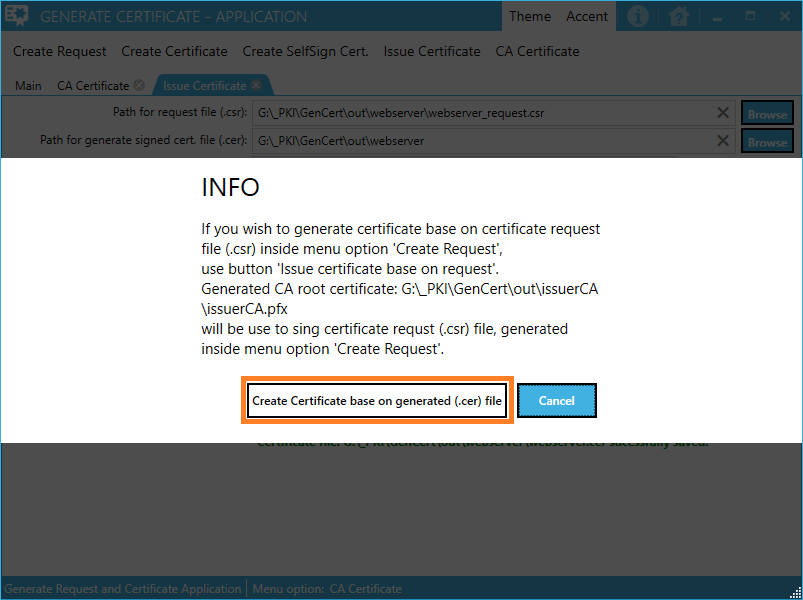 GENERATE CERTIFICATE - APPLICATION
Theme Accent
Create Request Create Certificate Create SelfSign Cert. Issue Certificate CA Certificate
Main CA Certificate Issue Certificate
Path for request file (.csr): G:\_PKI\GenCert\out\webserver\webserver_request.csr Browse
Path for generate signed cert. file (.cer): G:\_PKI\GenCert\out\webserver Browse
INFO
If you wish to generate certificate base on certificate request
file (.csr) inside menu option 'Create Request',
use button 'Issue certificate base on request'.
Generated CA root certificate: G:\_PKI\GenCert\out\issuerCA
\issuerCA.pfx
will be use to sing certificate requst (.csr) file, generated
inside menu option 'Create Request'.
Create Certificate base on generated (.cer) file Cancel
Certificate file: G:\_PKI\GenCert\out\webserver\webserver.cer sucessfully saved.
Generate Request and Certificate Application Menu option: CA Certificate